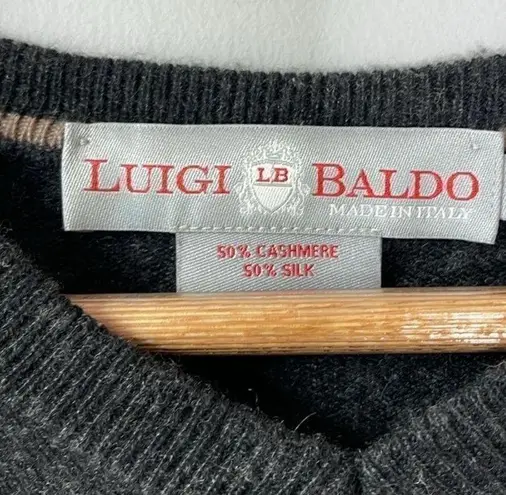 LUIGI LB BALDO
MADE IN ITALY
50% CASHMERE
50% SILK